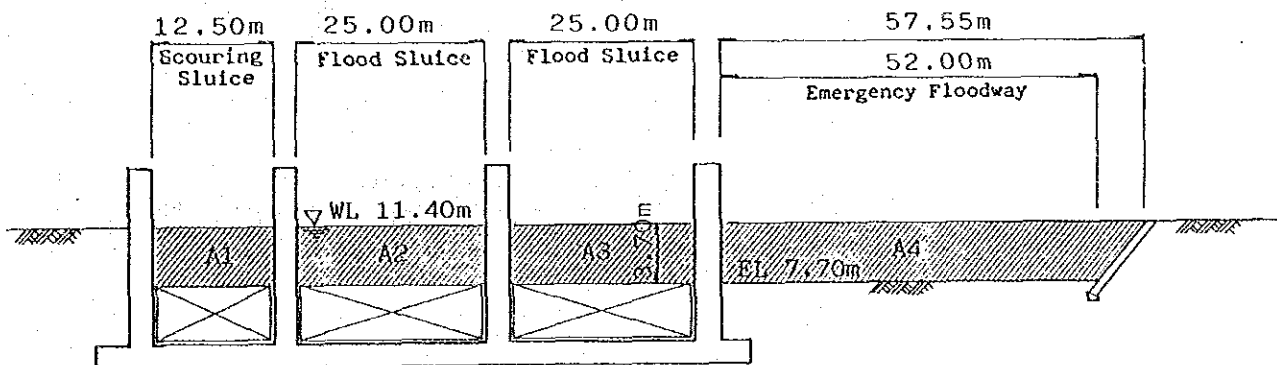 12.50m 25.00m 25.00m 57.55m
Scouring Sluice
Flood Sluice
Flood Sluice
52.00m
Emergency Floodway
WL 11.40m
3.70m
A1
A2
A3
A4
EL 7.70m